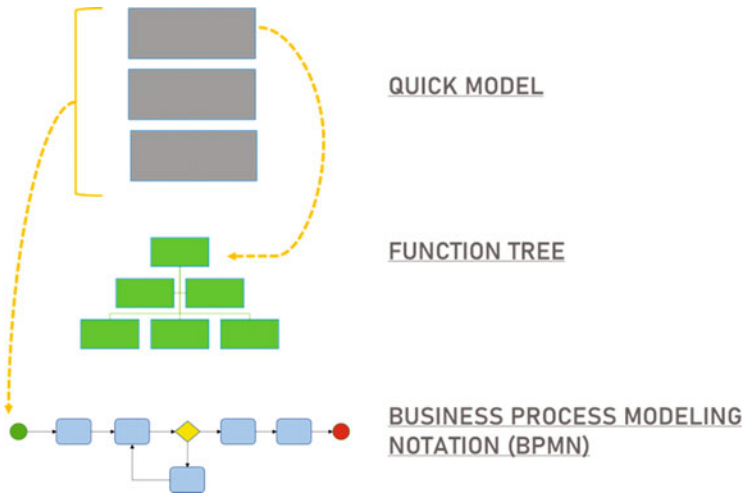 QUICK MODEL
FUNCTION TREE
BUSINESS PROCESS MODELING
NOTATION (BPMN)